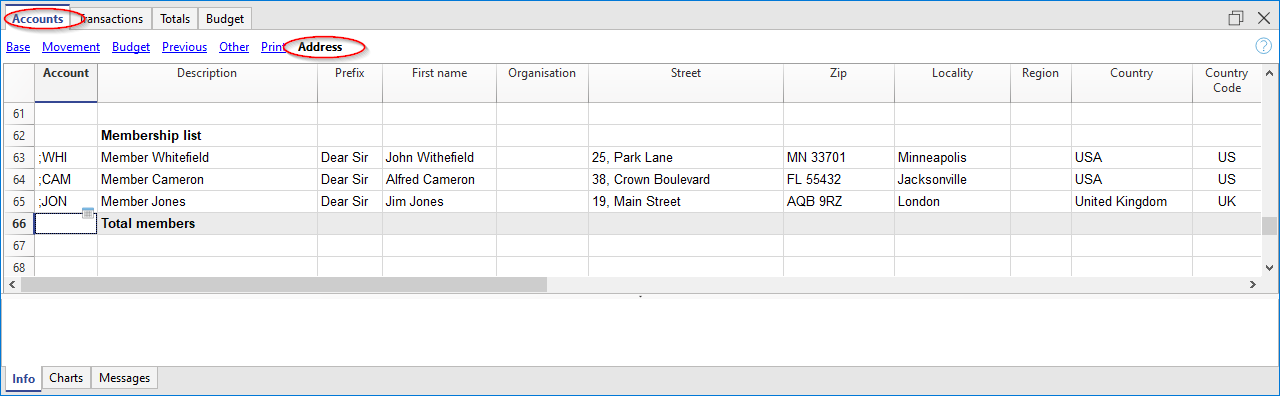 Accounts Transactions Totals Budget
Base Movement Budget Previous Other Print Address
Account Description Prefix First name Organisation Street Zip Locality Region Country Country Code
61
62 Membership list
63 ;WHI Member Whitefield Dear Sir John Withefield 25, Park Lane MN 33701 Minneapolis USA US
64 ;CAM Member Cameron Dear Sir Alfred Cameron 38, Crown Boulevard FL 55432 Jacksonville USA US
65 ;JON Member Jones Dear Sir Jim Jones 19, Main Street AQB 9RZ London United Kingdom UK
66 Total members
67
68
Info Charts Messages